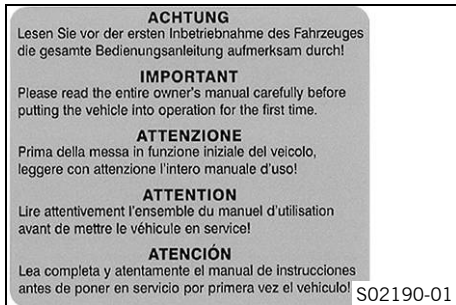 ACHTUNG
Lesen Sie vor der ersten Inbetriebnahme des Fahrzeuges
die gesamte Bedienungsanleitung aufmerksam durch!
IMPORTANT
Please read the entire owner's manual carefully before
putting the vehicle into operation for the first time.
ATTENZIONE
Prima della messa in funzione iniziale del veicolo,
leggere con attenzione l'intero manuale d'uso!
ATTENTION
Lire attentivement l'ensemble du manuel d'utilisation
avant de mettre le véhicule en service!
ATENCIÓN
Lea completa y atentamente el manual de instrucciones
antes de poner en servicio por primera vez el vehiculo!
S02190-01